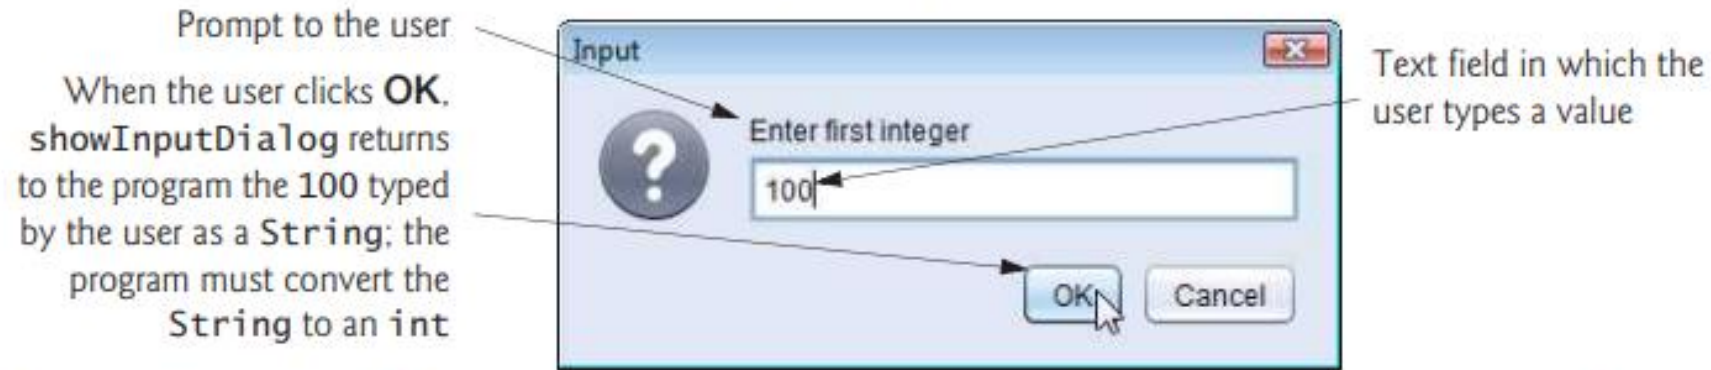 Prompt to the user
When the user clicks OK,
showInputDialog returns
to the program the 100 typed
by the user as a String; the
program must convert the
String to an int
Input
Enter first integer
100
OK
Cancel
Text field in which the
user types a value